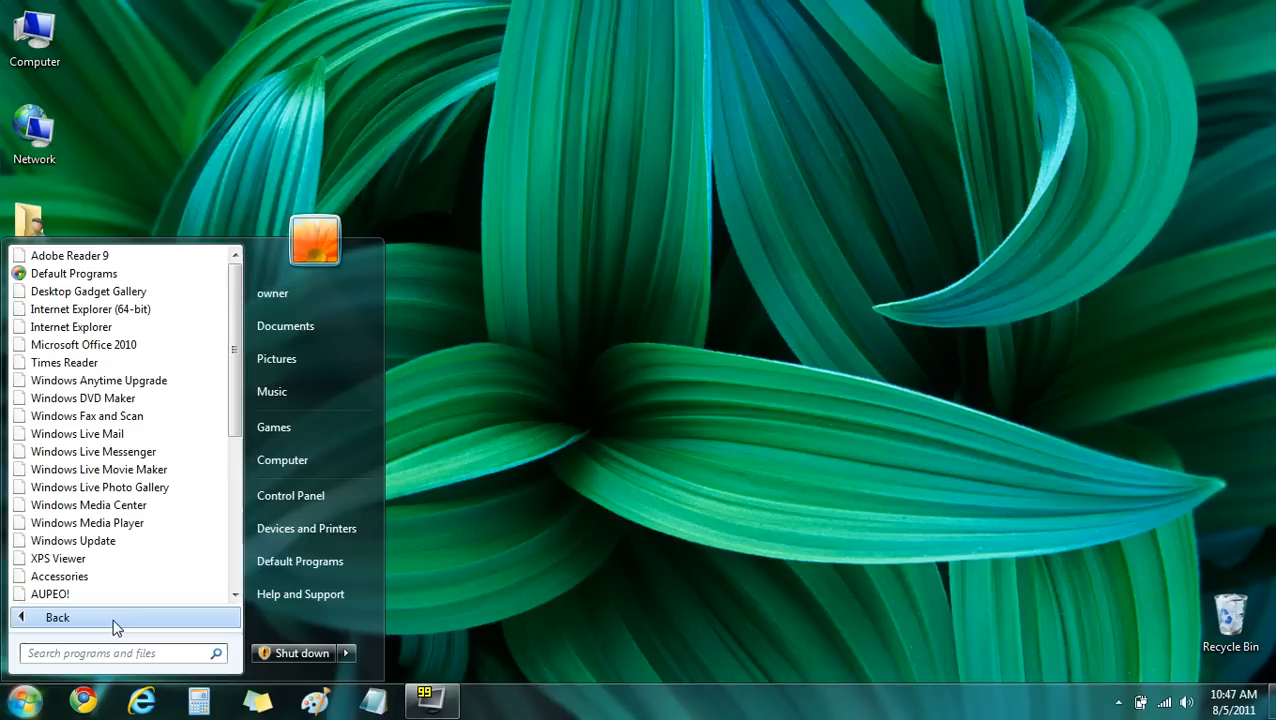 Computer
Network
Adobe Reader 9
Default Programs
Desktop Gadget Gallery
Internet Explorer (64-bit)
Internet Explorer
Microsoft Office 2010
Times Reader
Windows Anytime Upgrade
Windows DVD Maker
Windows Fax and Scan
Windows Live Mail
Windows Live Messenger
Windows Live Movie Maker
Windows Live Photo Gallery
Windows Media Center
Windows Media Player
Windows Update
XPS Viewer
Accessories
AUPEO!
Back
Search programs and files
owner
Documents
Pictures
Music
Games
Computer
Control Panel
Devices and Printers
Default Programs
Help and Support
Shut down
Recycle Bin
99
10:47 AM
8/5/2011